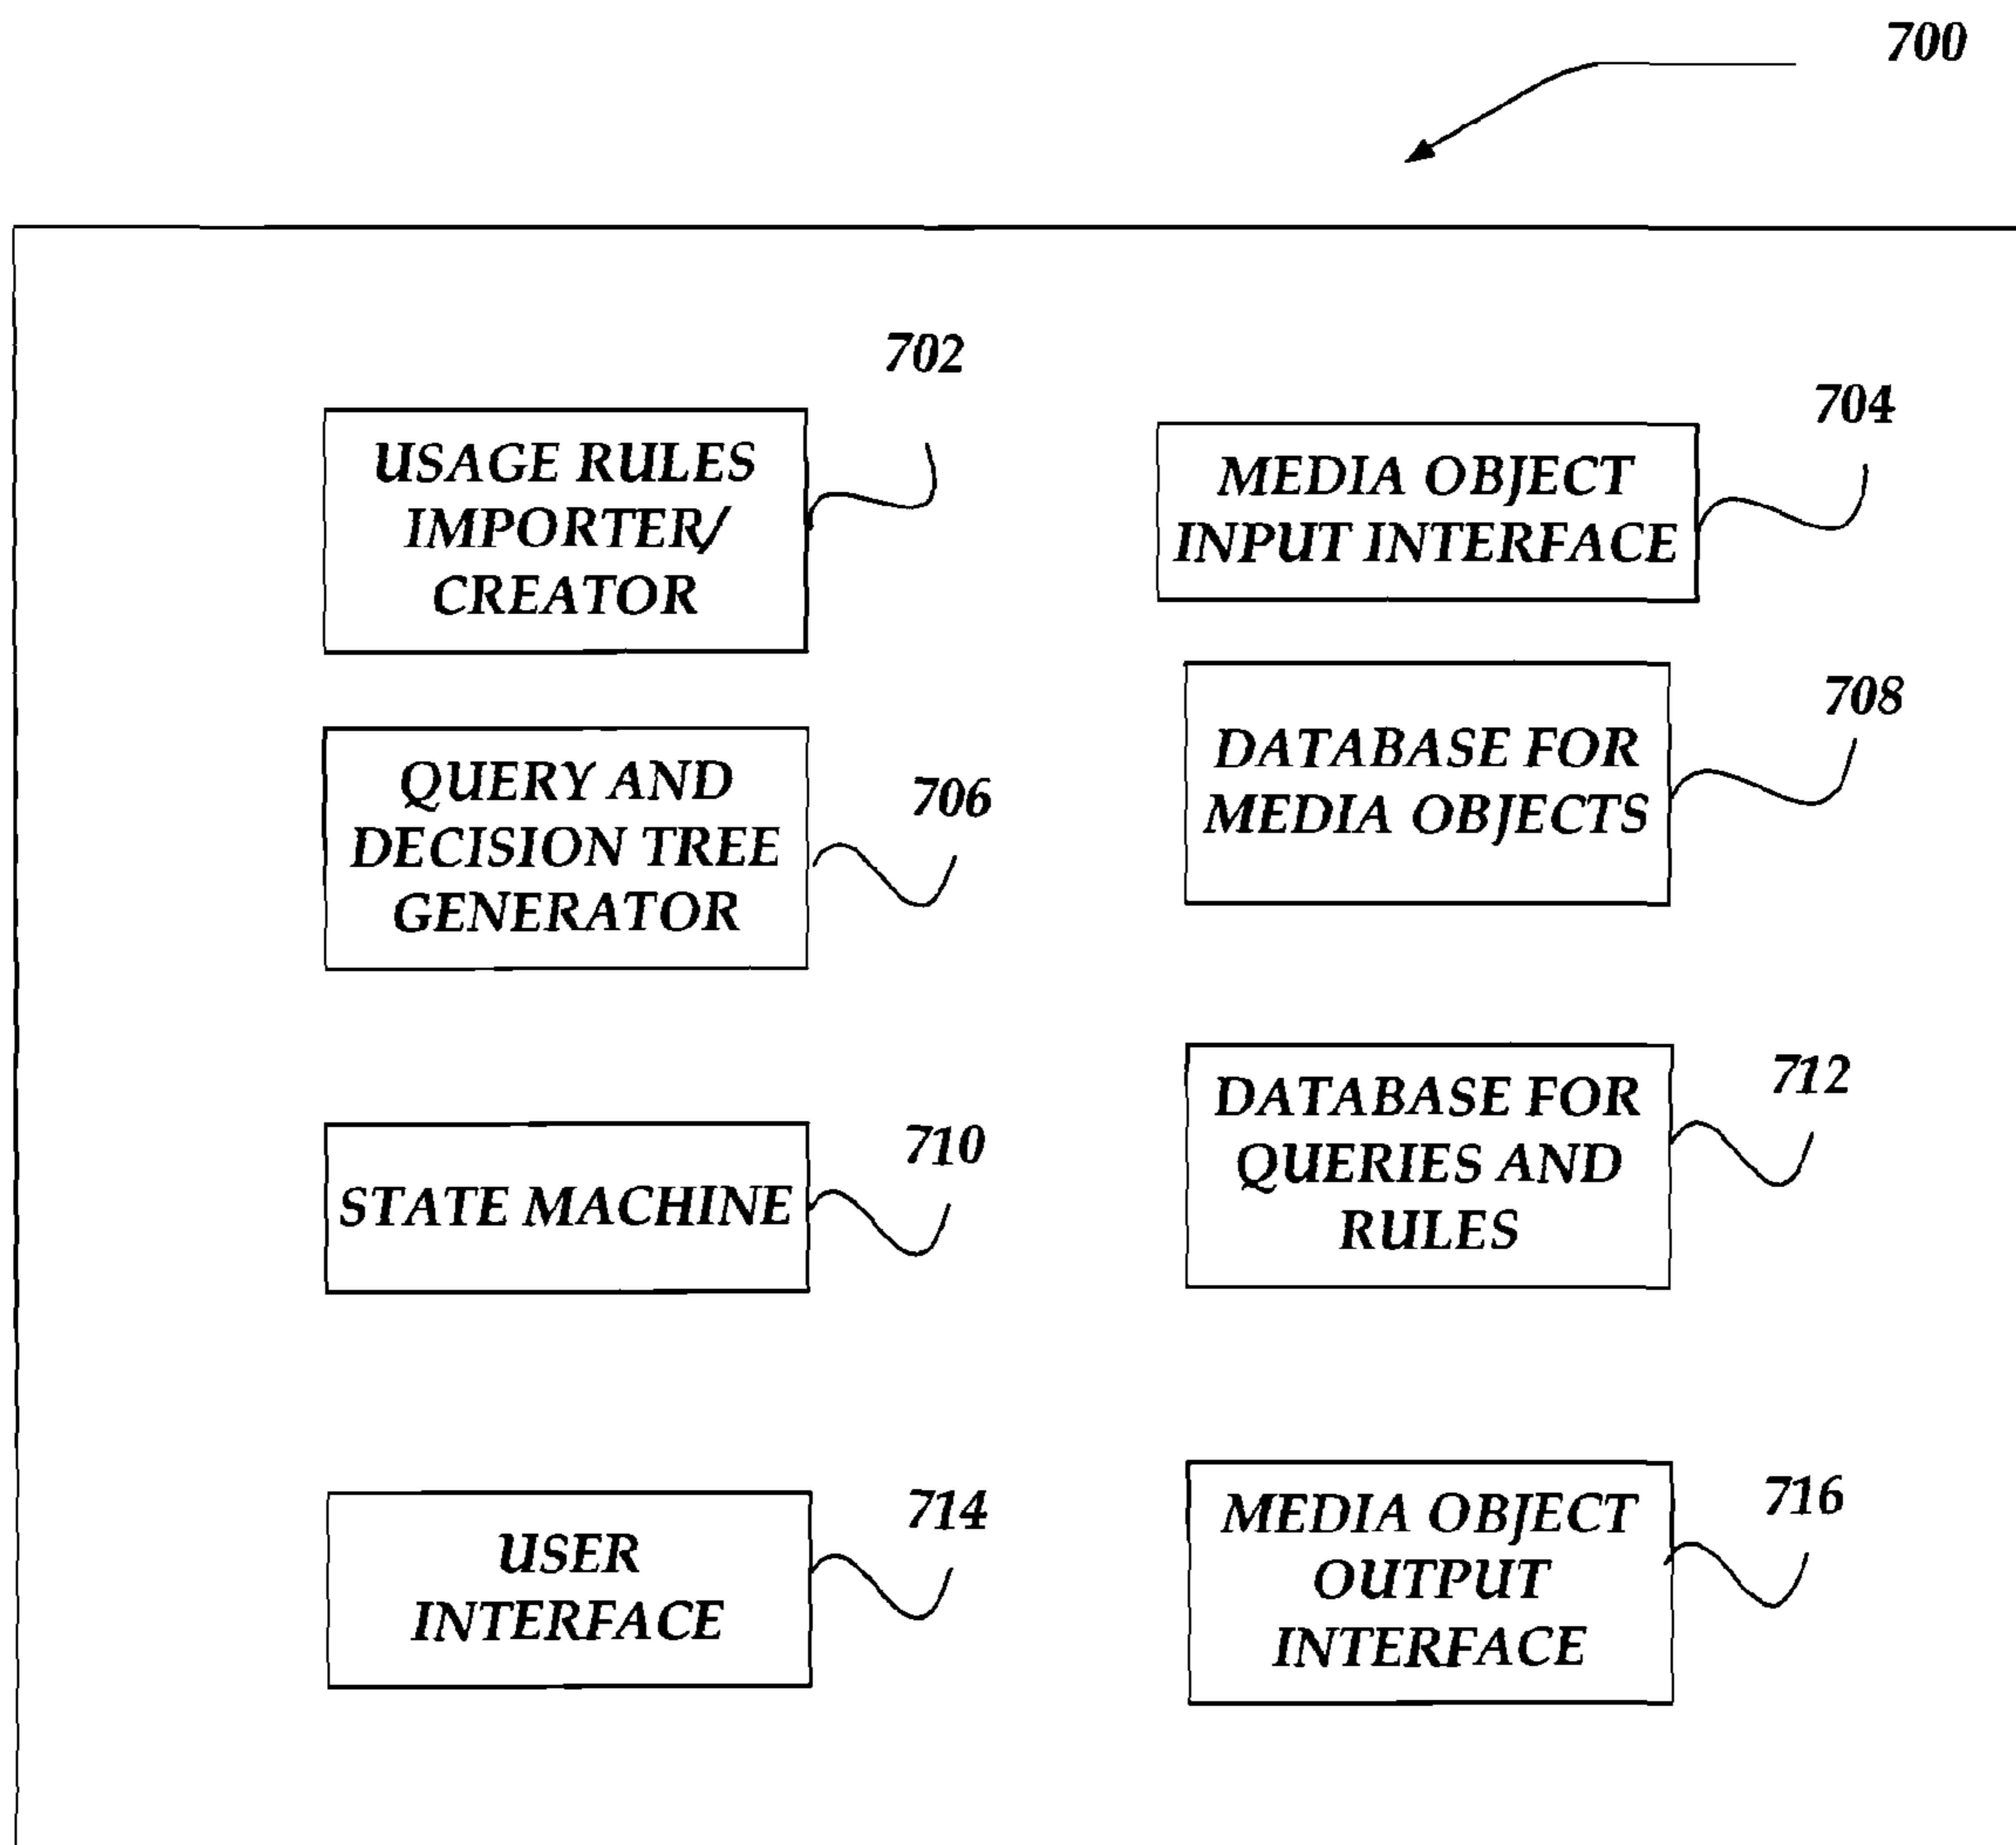 700
702
USAGE RULES
IMPORTER/
CREATOR
704
MEDIA OBJECT
INPUT INTERFACE
706
QUERY AND
DECISION TREE
GENERATOR
708
DATABASE FOR
MEDIA OBJECTS
710
STATE MACHINE
712
DATABASE FOR
QUERIES AND
RULES
714
USER
INTERFACE
716
MEDIA OBJECT
OUTPUT
INTERFACE